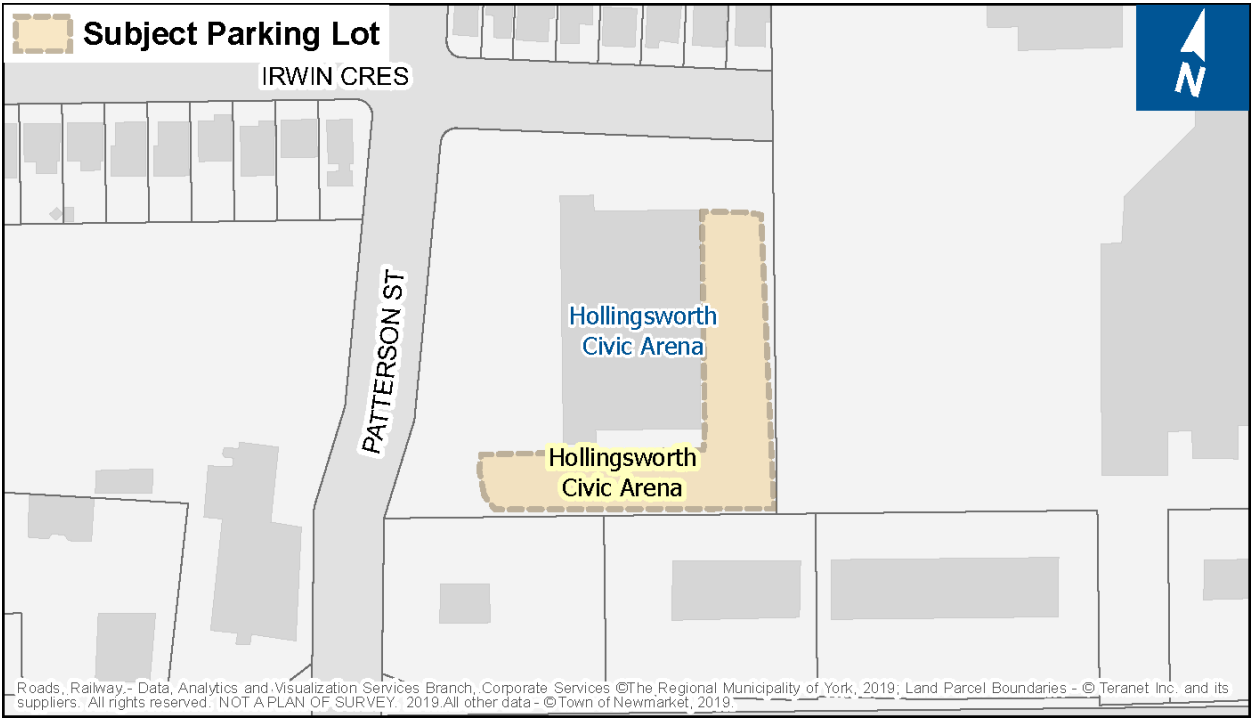 Subject Parking Lot
IRWIN CRES
N
PATTERSON ST
Hollingsworth
Civic Arena
Hollingsworth
Civic Arena
Roads, Railway - Data, Analytics and Visualization Services Branch, Corporate Services ©The Regional Municipality of York, 2019; Land Parcel Boundaries - © Teranet Inc. and its
suppliers. All rights reserved. NOT A PLAN OF SURVEY. 2019.All other data - ©Town of Newmarket, 2019.